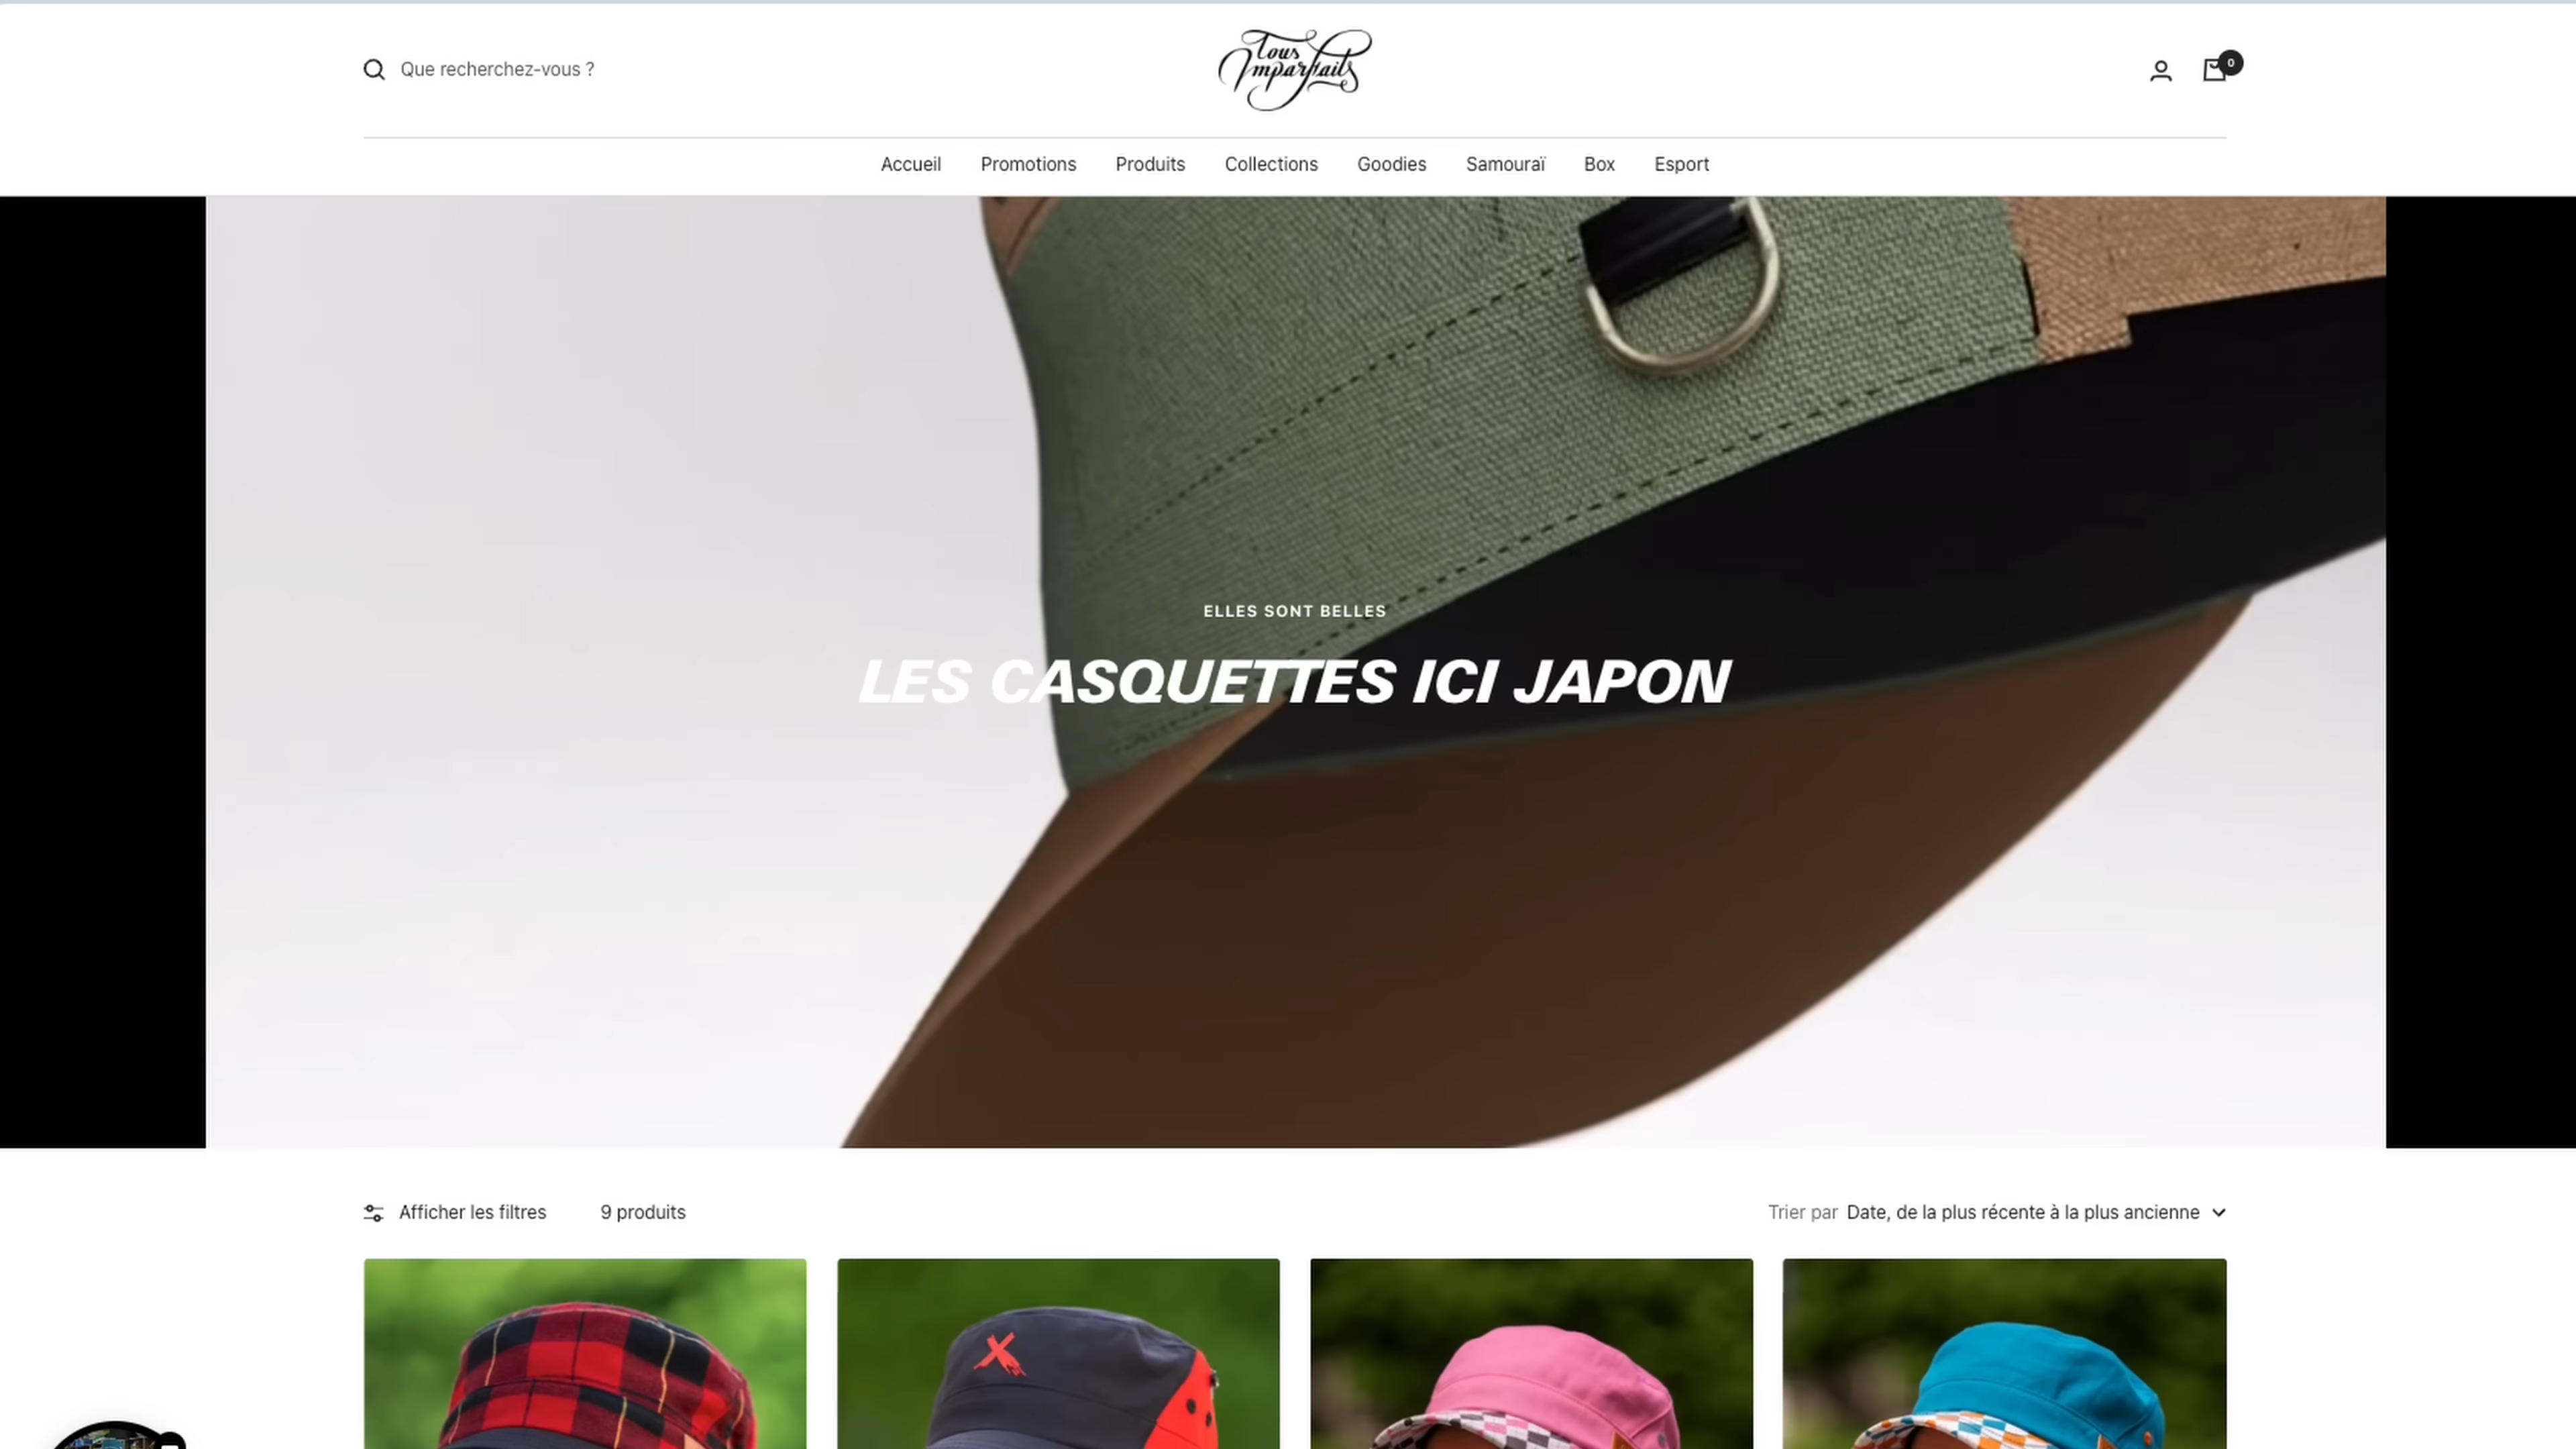 Que recherchez-vous ?
Tous
Imparfaits
0
Accueil Promotions Produits Collections Goodies Samouraï Box Esport
ELLES SONT BELLES
LES CASQUETTES ICI JAPON
Afficher les filtres 9 produits Trier par Date, de la plus récente à la plus ancienne